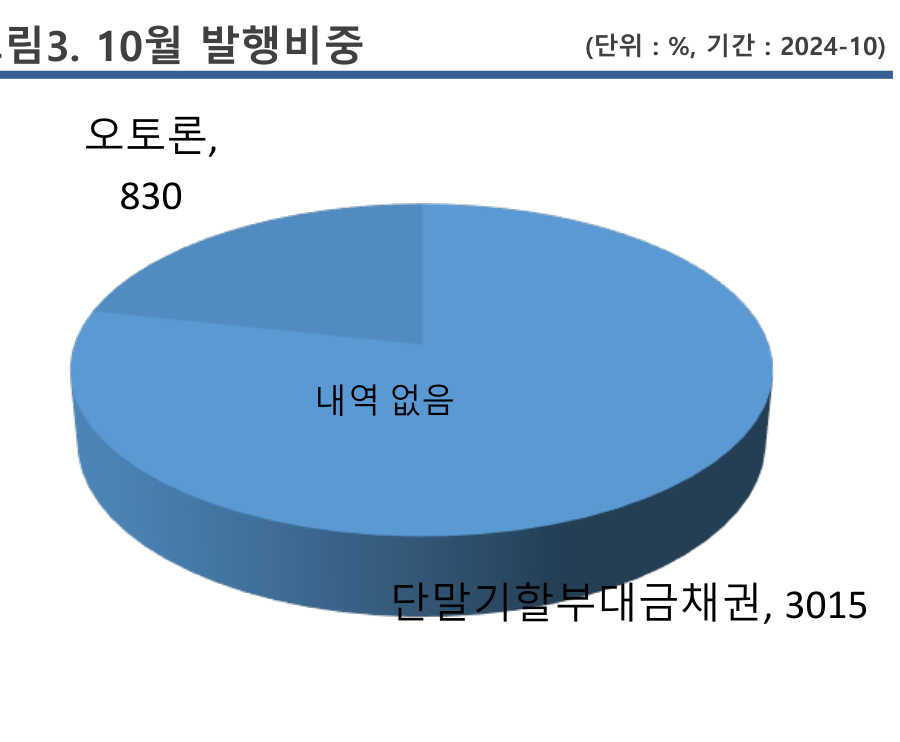 림3. 10월 발행비중
(단위 : %, 기간 : 2024-10)
오토론,
830
내역 없음
단말기할부대금채권, 3015